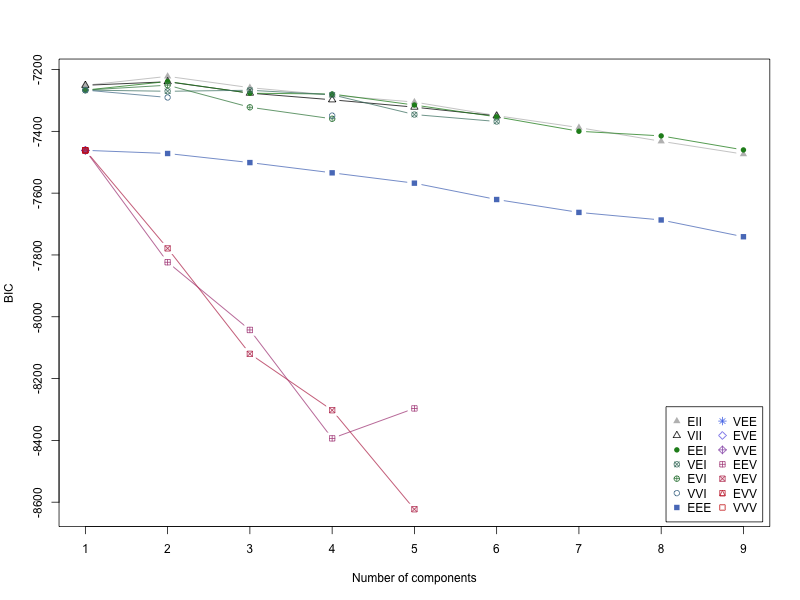 -7200
-7400
-7600
-7800
-8000
-8200
-8400
-8600
BIC
1 2 3 4 5 6 7 8 9
Number of components
EII VEE
VII EVE
EEI VVE
VEI EEV
EVI VEV
VVI EVV
EEE VVV